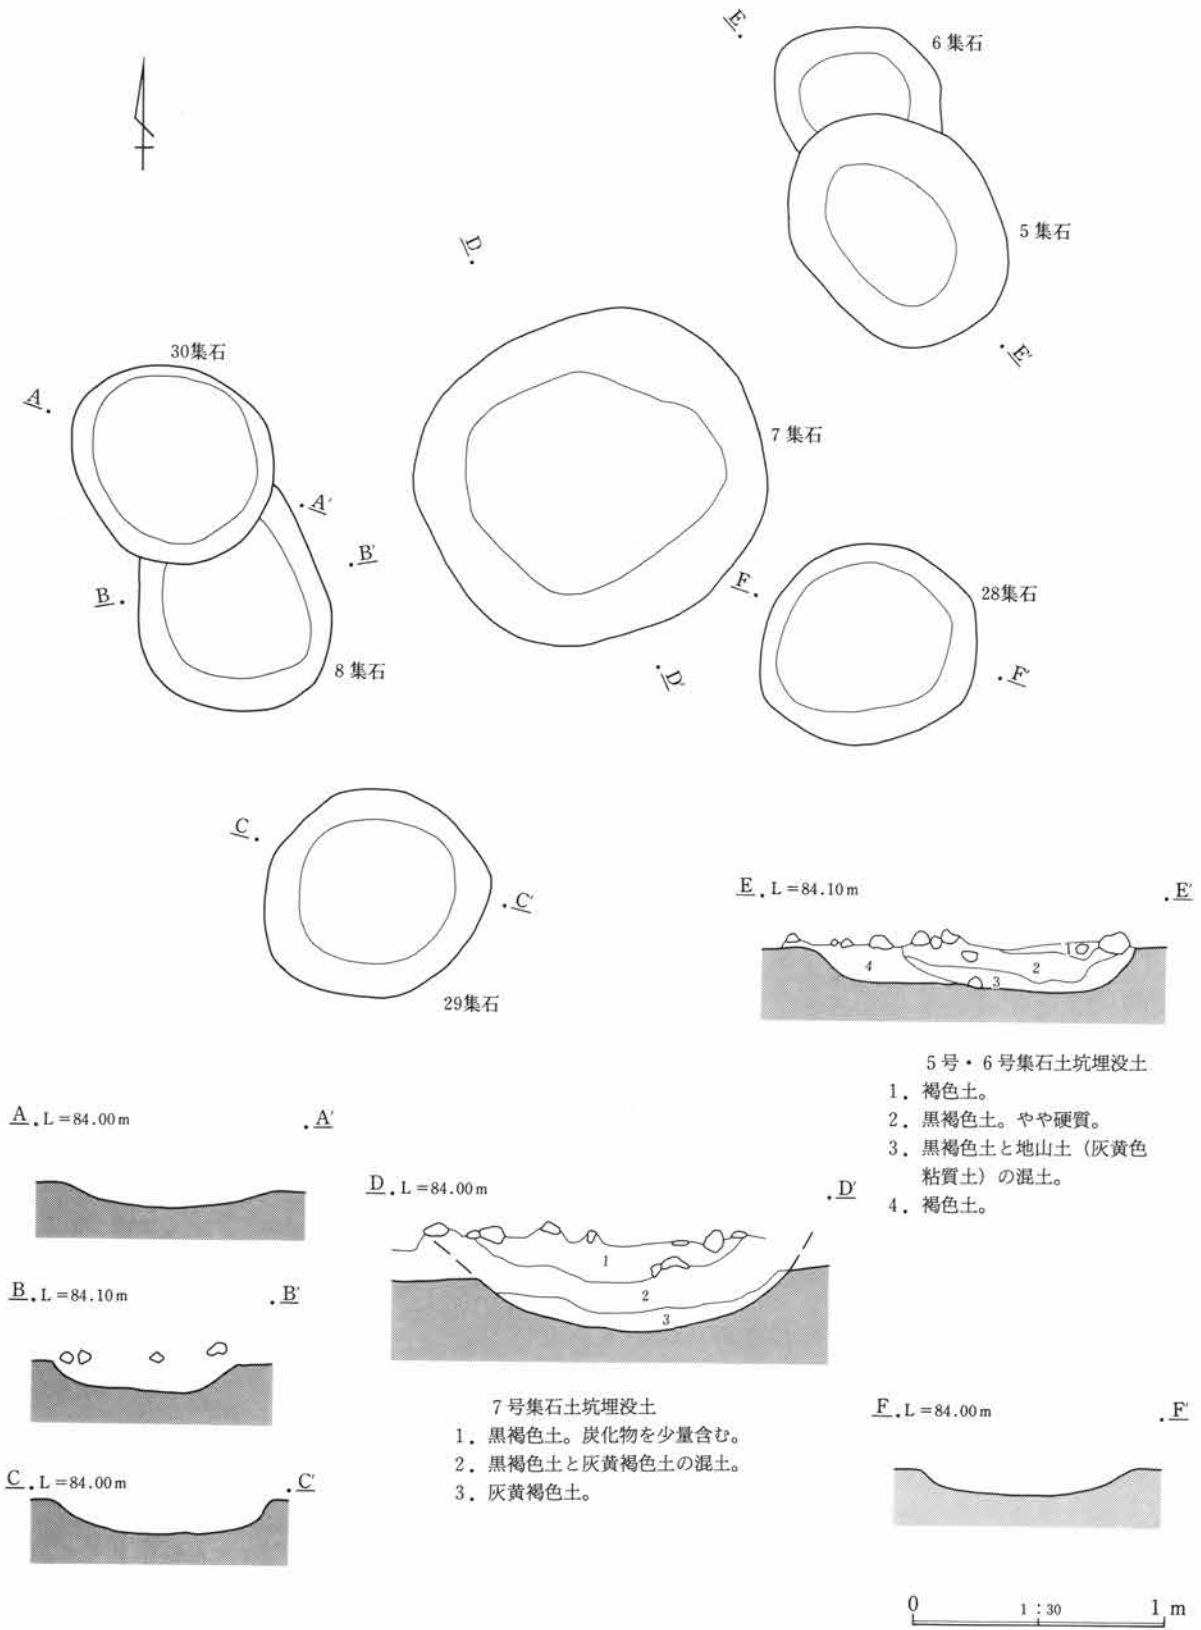 E
6 集石
5 集石
E′
D
30集石
A
7 集石
A′
B′
F
B
28集石
8 集石
D′
F′
C
C′
29集石
E L＝84.10m E′
4 1 2 3
5号・6号集石土坑埋没土
1．褐色土。
2．黒褐色土。やや硬質。
3．黒褐色土と地山土（灰黄色
粘質土）の混土。
4．褐色土。
A L＝84.00m A′
D L＝84.00m D′
1
2
3
B L＝84.10m B′
7号集石土坑埋没土
1．黒褐色土。炭化物を少量含む。
2．黒褐色土と灰黄褐色土の混土。
3．灰黄褐色土。
C L＝84.00m C′
F L＝84.00m F′
0 1：30 1 m